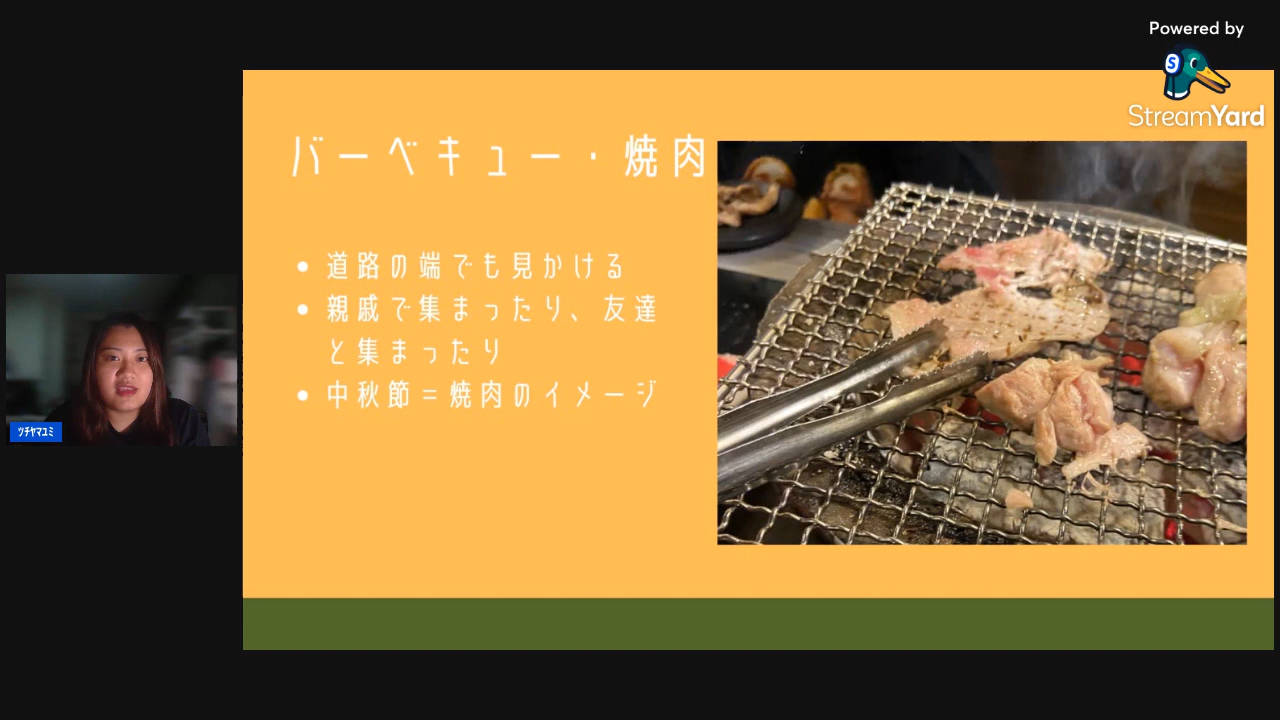 Powered by
StreamYard
バーベキュー・焼肉
道路の端でも見かける
親戚で集まったり、友達
と集まったり
中秋節＝焼肉のイメージ
ツチヤマユミ